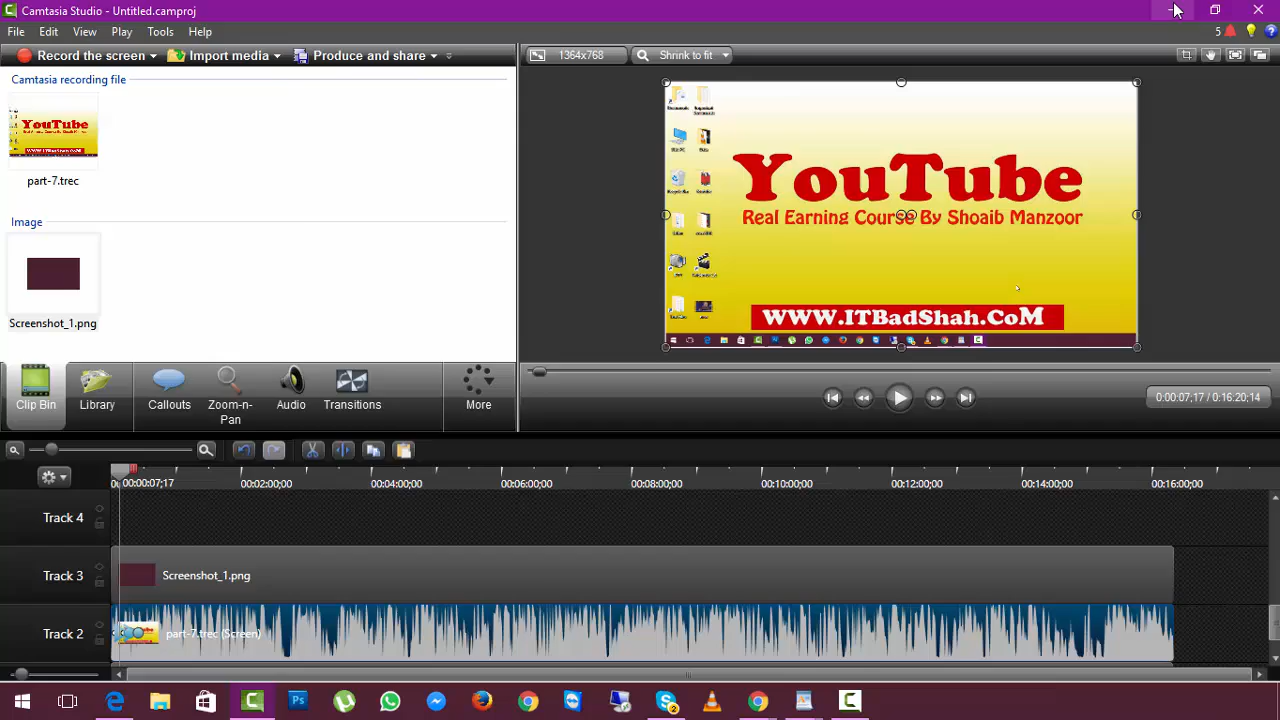 Camtasia Studio - Untitled.camproj
File Edit View Play Tools Help
5
Record the screen Import media Produce and share
1364x768 Shrink to fit
Camtasia recording file
part-7.trec
Image
Screenshot_1.png
YouTube
Real Earning Course By Shoaib Manzoor
WWW.ITBadShah.CoM
Clip Bin Library Callouts Zoom-n-Pan Audio Transitions More
0:00:07;17 / 0:16:20;14
00:00:07;17 00:02:00;00 00:04:00;00 00:06:00;00 00:08:00;00 00:10:00;00 00:12:00;00 00:14:00;00 00:16:00;00
Track 4
Track 3 Screenshot_1.png
Track 2 part-7.trec (Screen)